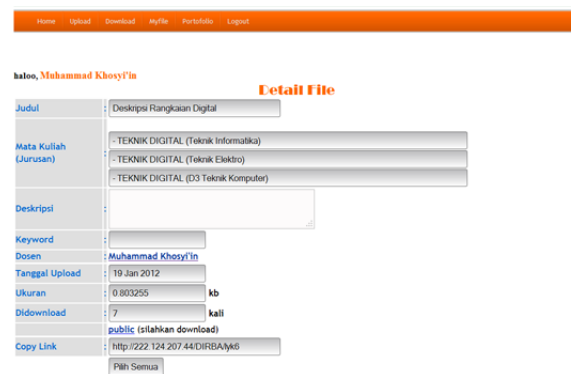 Home Upload Download Myfile Portofolio Logout
haloo, Muhammad Khosyi'in
Detail File
Judul : Deskripsi Rangkaian Digital
Mata Kuliah (Jurusan) :
- TEKNIK DIGITAL (Teknik Informatika)
- TEKNIK DIGITAL (Teknik Elektro)
- TEKNIK DIGITAL (D3 Teknik Komputer)
Deskripsi :
Keyword :
Dosen : Muhammad Khosyi'in
Tanggal Upload : 19 Jan 2012
Ukuran : 0.803255 kb
Didownload : 7 kali
public (silahkan download)
Copy Link : http://222.124.207.44/DIRBA/lyk6
Pilih Semua